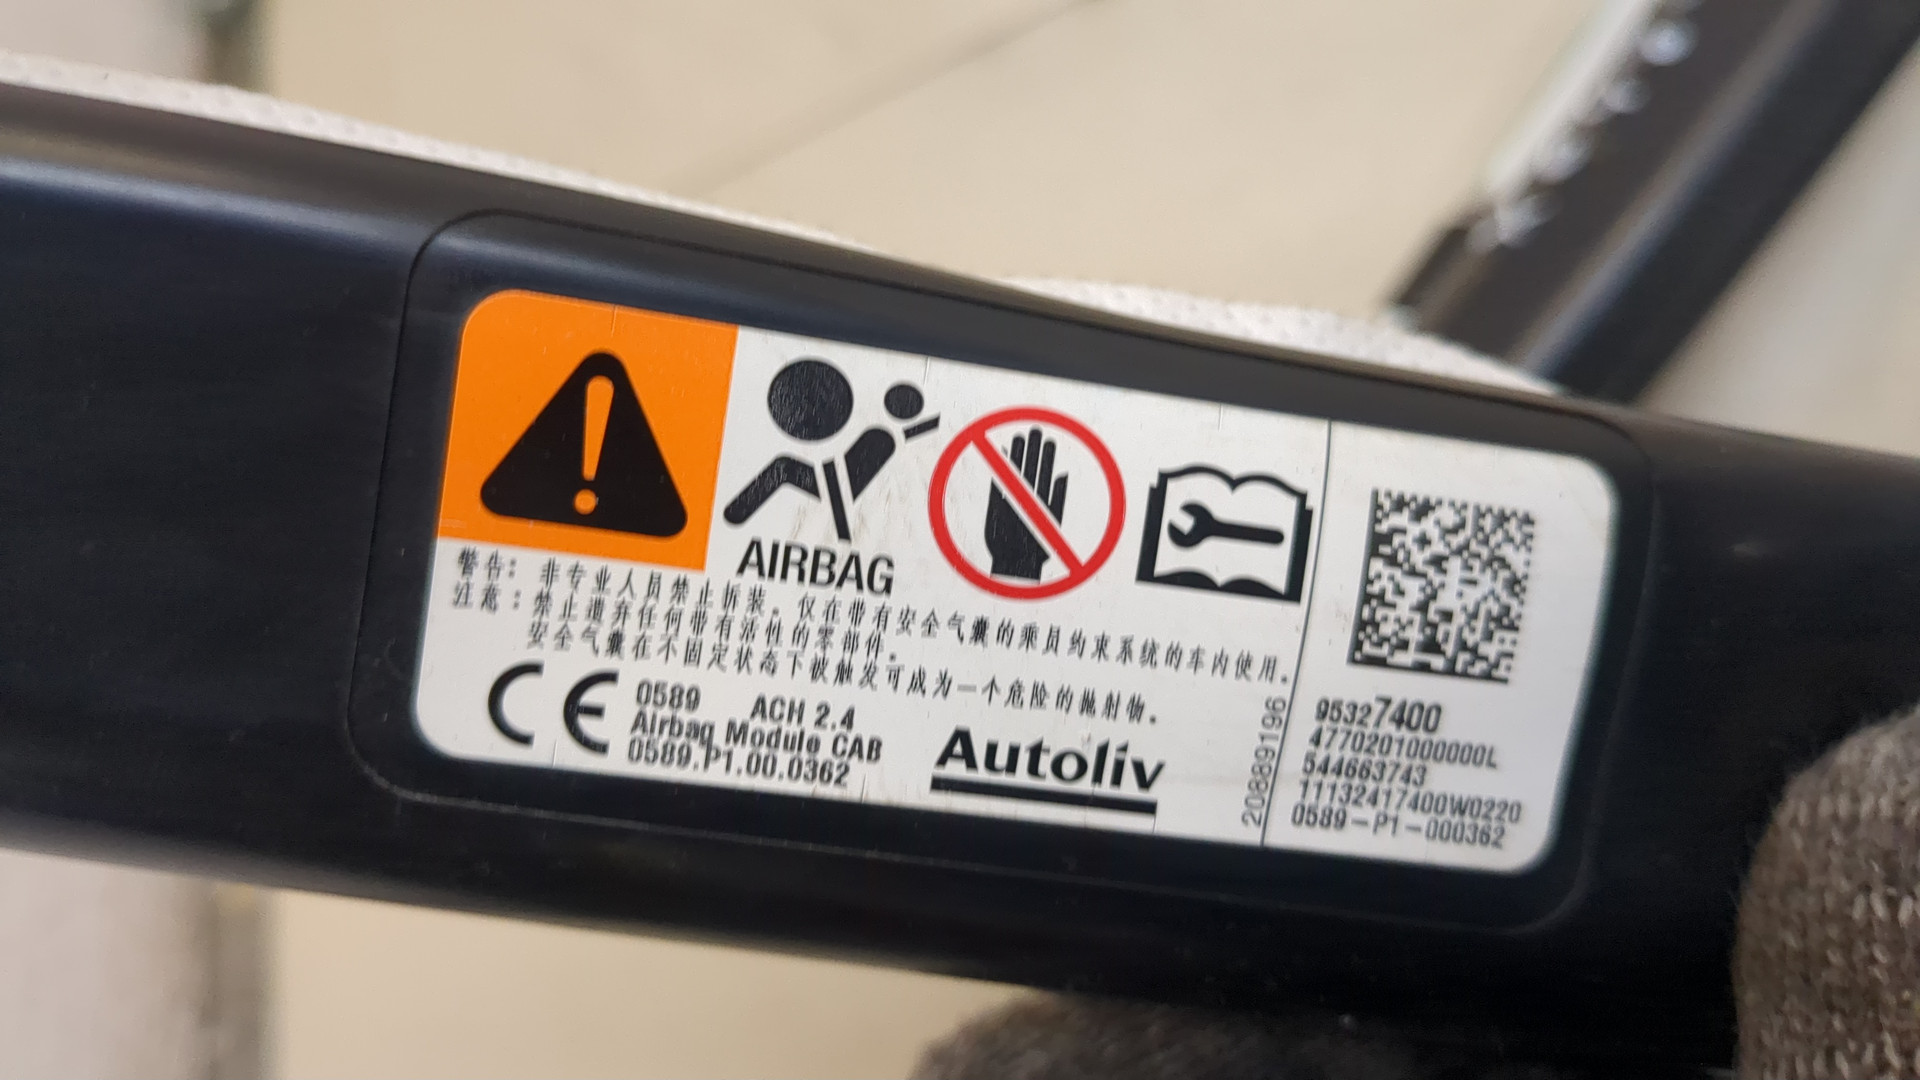 AIRBAG
警告：非专业人员禁止拆装。仅在带有安全气囊的乘员约束系统的车内使用。
注意：禁止遗弃任何带有活性的零部件。
安全气囊在不固定状态下被触发可成为一个危险的抛射物。
CE 0589 ACH 2.4
Airbag Module CAB
0589.P1.00.0362
Autoliv
208891196
95327400
4770201000000L
544663743
11132417400W0220
0589-P1-000362